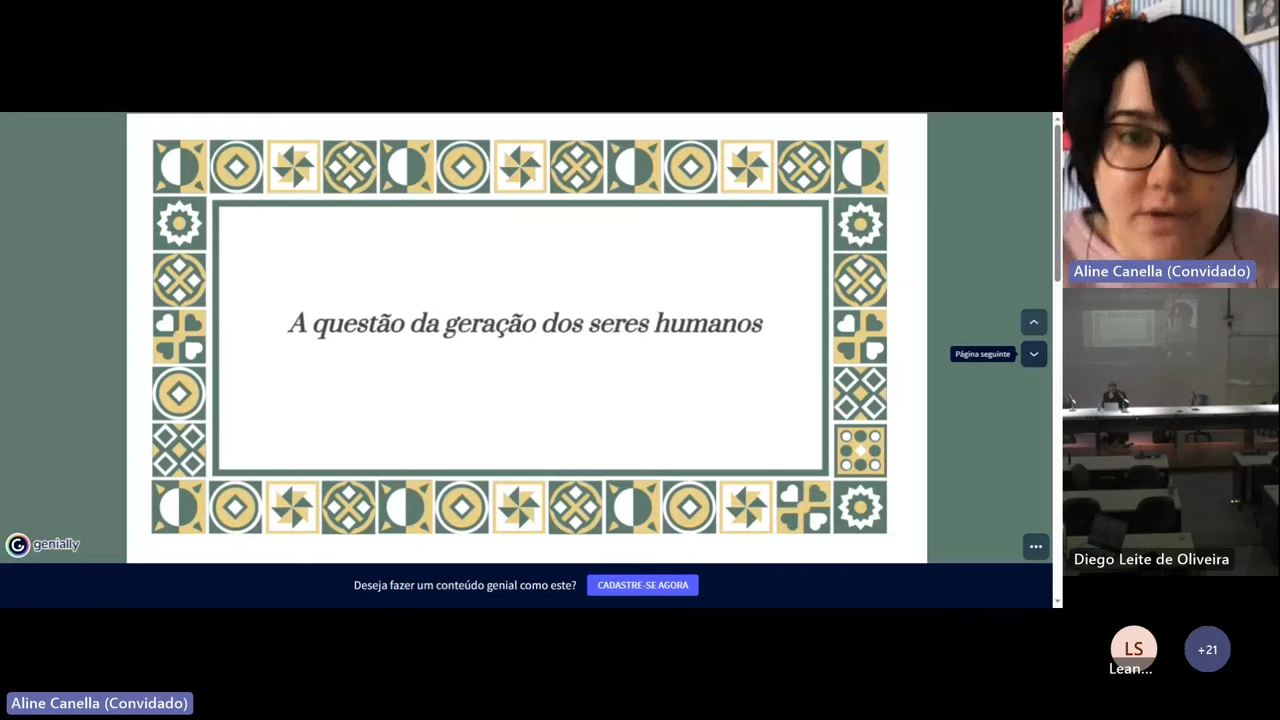 A questão da geração dos seres humanos
Página seguinte
G genially
Deseja fazer um conteúdo genial como este?
CADASTRE-SE AGORA
Aline Canella (Convidado)
Diego Leite de Oliveira
LS
Lean...
+21
Aline Canella (Convidado)